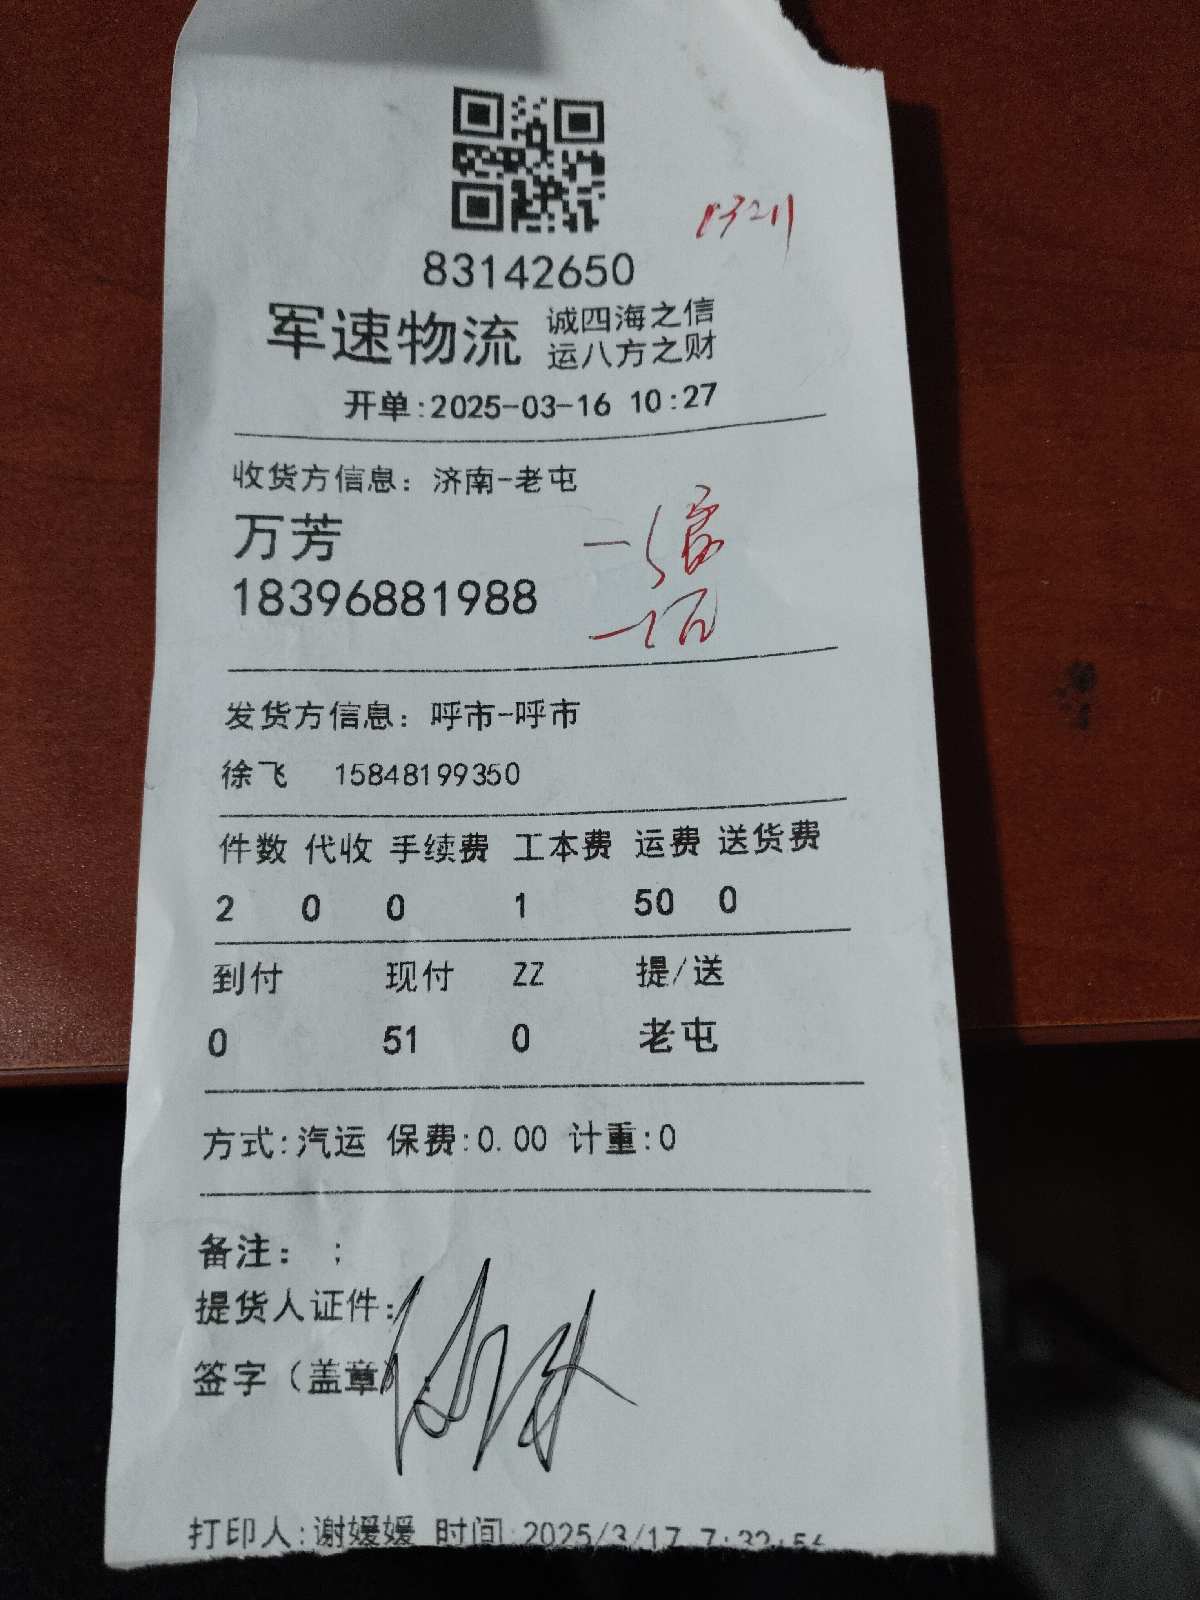 83142650
军速物流 诚四海之信
运八方之财
开单:2025-03-16 10:27
收货方信息: 济南-老屯
万芳
18396881988
发货方信息: 呼市-呼市
徐飞 15848199350
件数 代收 手续费 工本费 运费 送货费
2 0 0 1 50 0
到付 现付 ZZ 提/送
0 51 0 老屯
方式:汽运 保费:0.00 计重:0
备注: ;
提货人证件:
签字（盖章）:
打印人:谢媛媛 时间:2025/3/17